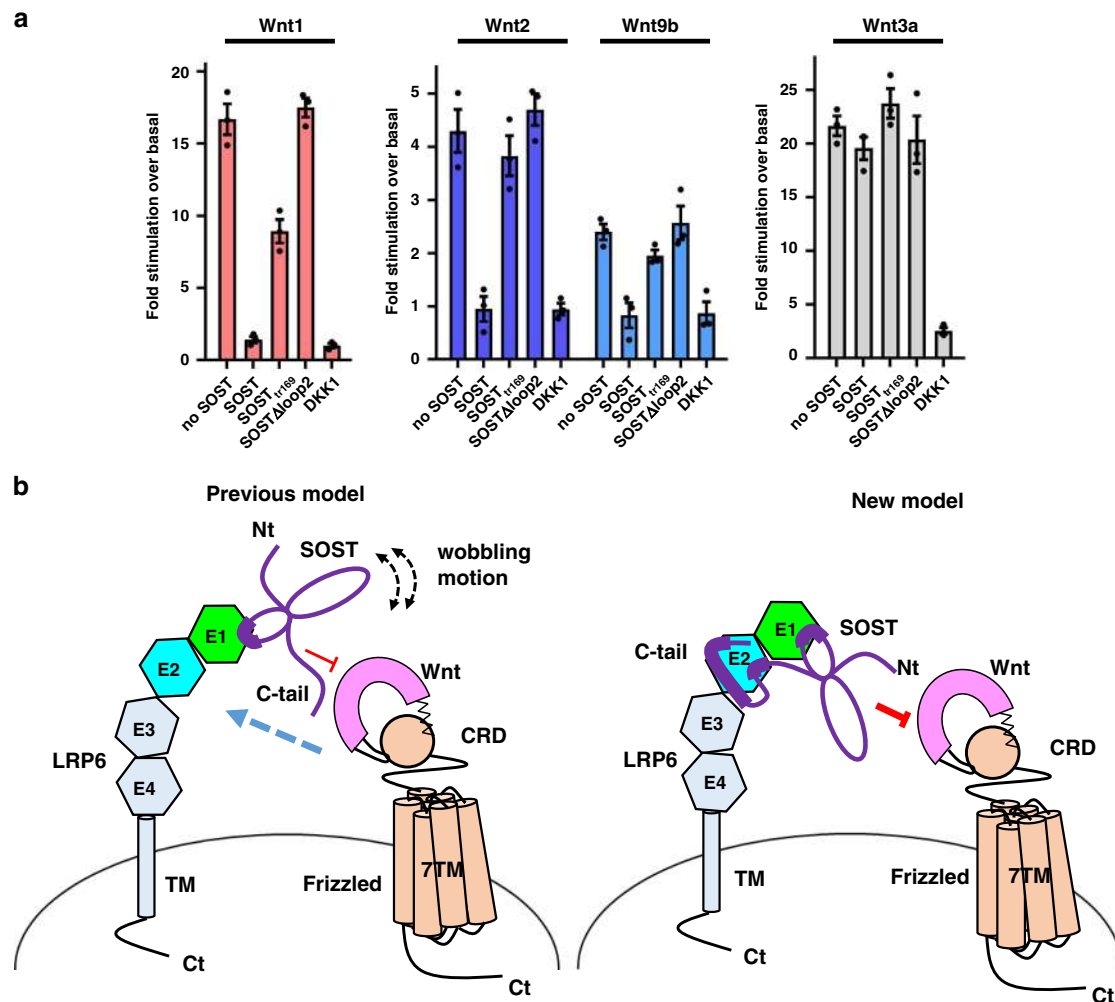 a
Wnt1
Wnt2
Wnt9b
Wnt3a
Fold stimulation over basal
20
15
10
5
0
no SOST
SOST
SOSTtr169
SOSTΔloop2
DKK1
Fold stimulation over basal
5
4
3
2
1
0
no SOST
SOST
SOSTtr169
SOSTΔloop2
DKK1
no SOST
SOST
SOSTtr169
SOSTΔloop2
DKK1
Fold stimulation over basal
25
20
15
10
5
0
no SOST
SOST
SOSTtr169
SOSTΔloop2
DKK1
b
Previous model
Nt
SOST
wobbling
motion
E1
E2
E3
E4
LRP6
C-tail
Wnt
CRD
TM
Frizzled
7TM
Ct
Ct
New model
E1
SOST
C-tail
E2
Nt
Wnt
E3
CRD
LRP6
E4
TM
Frizzled
7TM
Ct
Ct